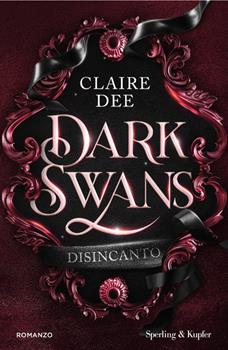 CLAIRE
DEE
DARK
SWANS
DISINCANTO
ROMANZO
Sperling & Kupfer